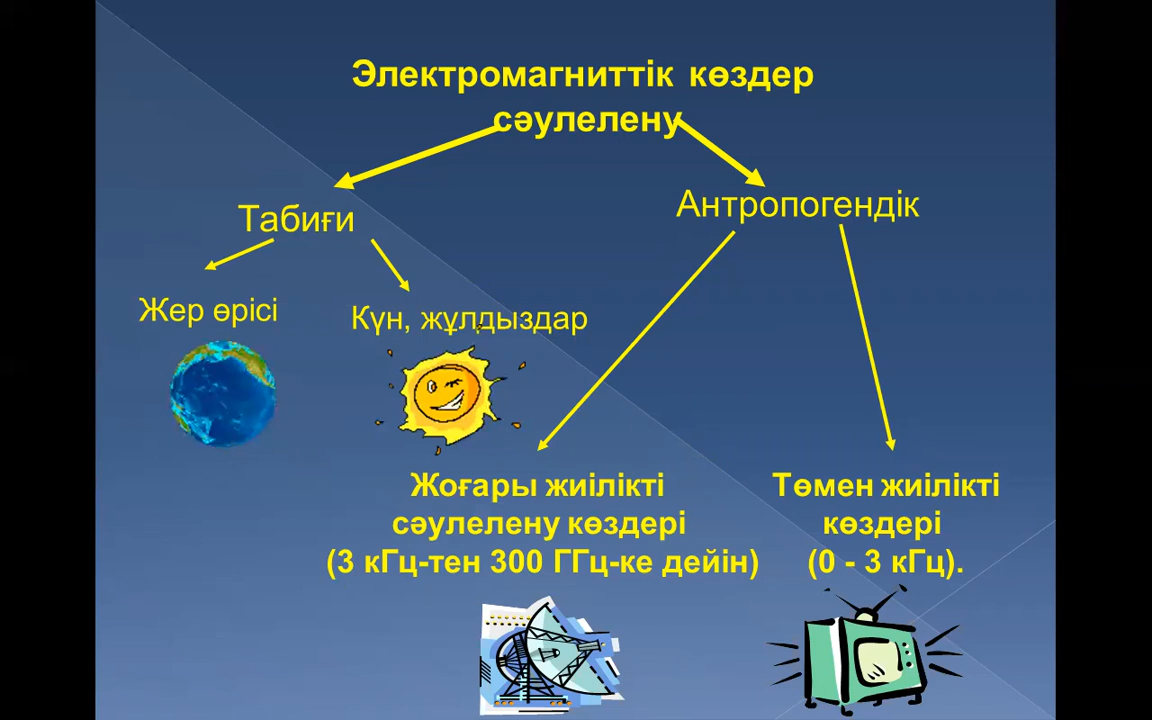 Электромагниттік көздер
сәулелену
Табиғи
Антропогендік
Жер өрісі
Күн, жұлдыздар
Жоғары жиілікті
сәулелену көздері
(3 кГц-тен 300 ГГц-ке дейін)
Төмен жиілікті
көздері
(0 - 3 кГц).